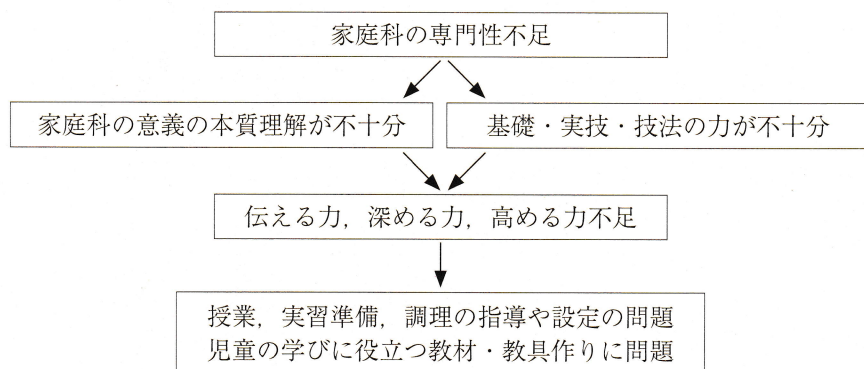 家庭科の専門性不足
家庭科の意義の本質理解が不十分
基礎・実技・技法の力が不十分
伝える力，深める力，高める力不足
授業，実習準備，調理の指導や設定の問題
児童の学びに役立つ教材・教具作りに問題